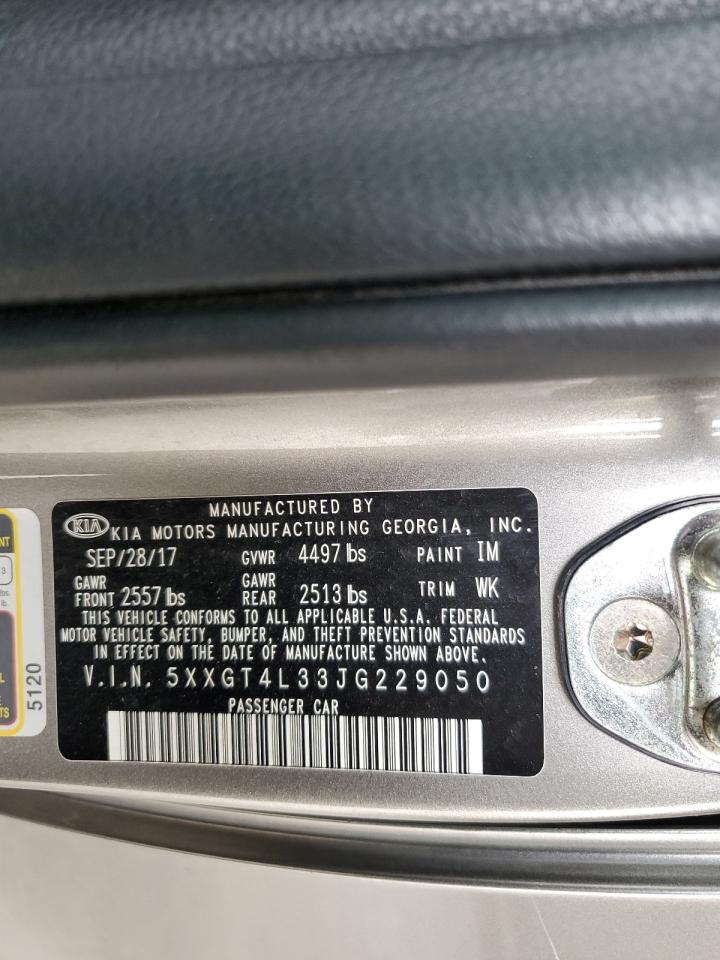 MANUFACTURED BY
KIA KIA MOTORS MANUFACTURING GEORGIA, INC.
SEP/28/17 GVWR 4497 lbs PAINT IM
GAWR FRONT 2557 lbs GAWR REAR 2513 lbs TRIM WK
THIS VEHICLE CONFORMS TO ALL APPLICABLE U.S.A. FEDERAL
MOTOR VEHICLE SAFETY, BUMPER, AND THEFT PREVENTION STANDARDS
IN EFFECT ON THE DATE OF MANUFACTURE SHOWN ABOVE.
V.I.N. 5XXGT4L33JG229050
PASSENGER CAR
5120